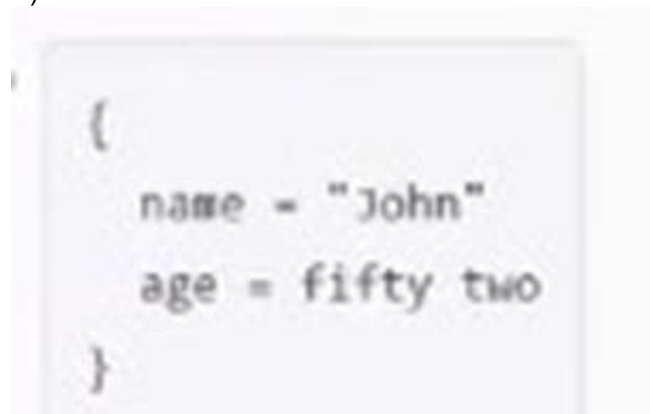 {
name = "John"
age = fifty two
}